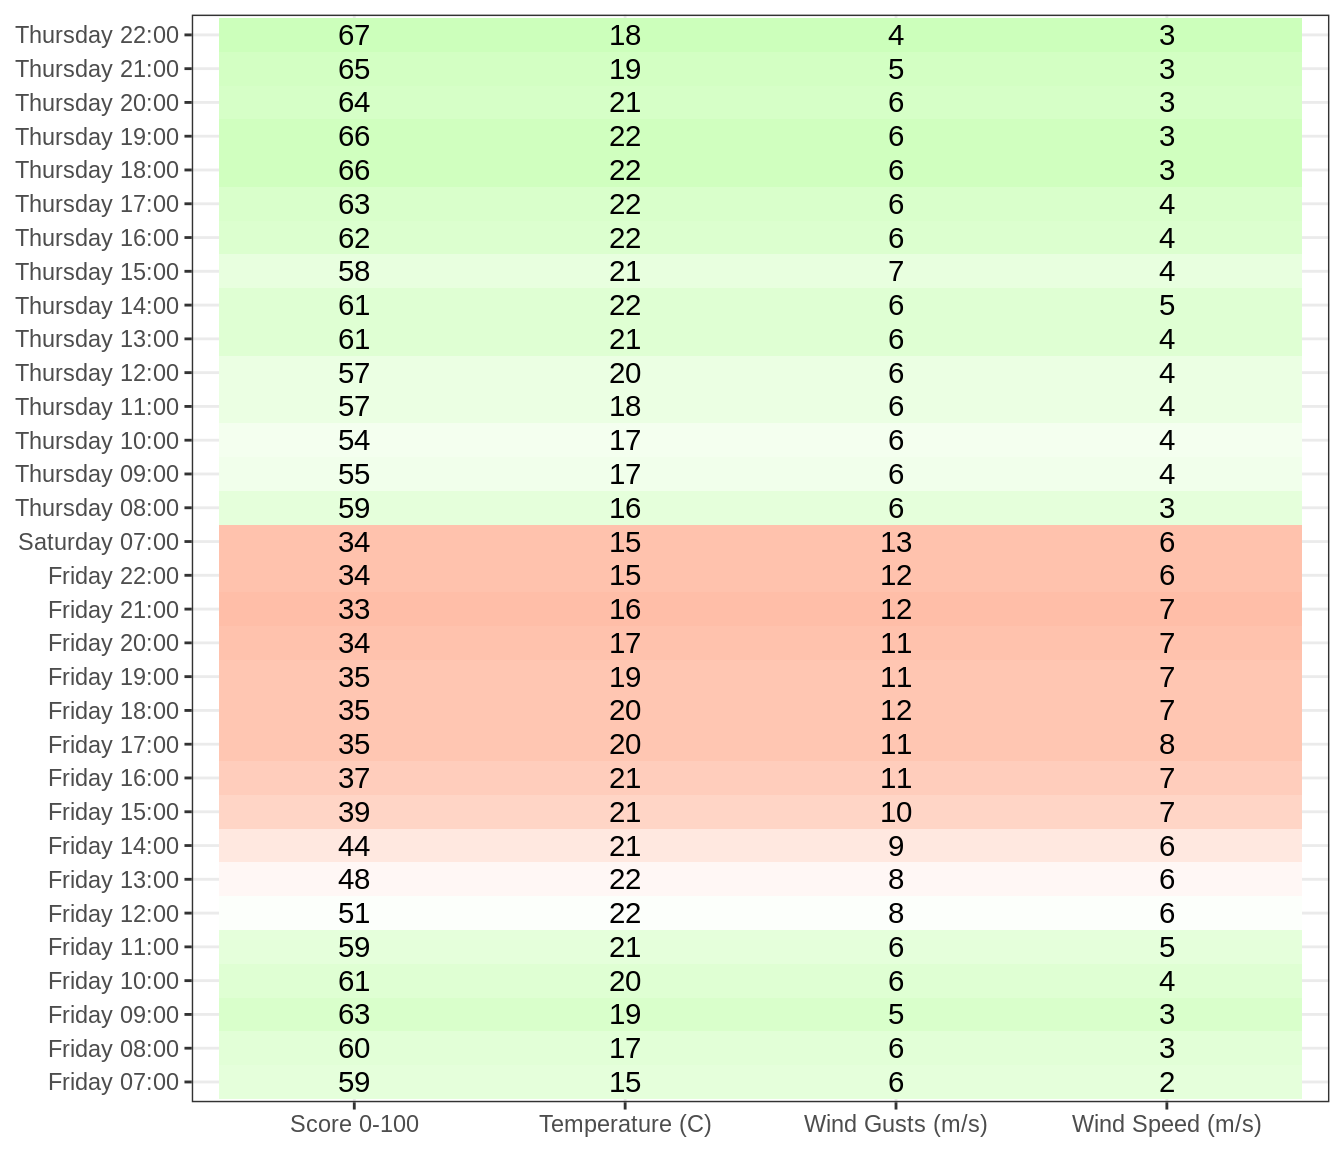 Thursday 22:00 67 18 4 3
Thursday 21:00 65 19 5 3
Thursday 20:00 64 21 6 3
Thursday 19:00 66 22 6 3
Thursday 18:00 66 22 6 3
Thursday 17:00 63 22 6 4
Thursday 16:00 62 22 6 4
Thursday 15:00 58 21 7 4
Thursday 14:00 61 22 6 5
Thursday 13:00 61 21 6 4
Thursday 12:00 57 20 6 4
Thursday 11:00 57 18 6 4
Thursday 10:00 54 17 6 4
Thursday 09:00 55 17 6 4
Thursday 08:00 59 16 6 3
Saturday 07:00 34 15 13 6
Friday 22:00 34 15 12 6
Friday 21:00 33 16 12 7
Friday 20:00 34 17 11 7
Friday 19:00 35 19 11 7
Friday 18:00 35 20 12 7
Friday 17:00 35 20 11 8
Friday 16:00 37 21 11 7
Friday 15:00 39 21 10 7
Friday 14:00 44 21 9 6
Friday 13:00 48 22 8 6
Friday 12:00 51 22 8 6
Friday 11:00 59 21 6 5
Friday 10:00 61 20 6 4
Friday 09:00 63 19 5 3
Friday 08:00 60 17 6 3
Friday 07:00 59 15 6 2
Score 0-100 Temperature (C) Wind Gusts (m/s) Wind Speed (m/s)